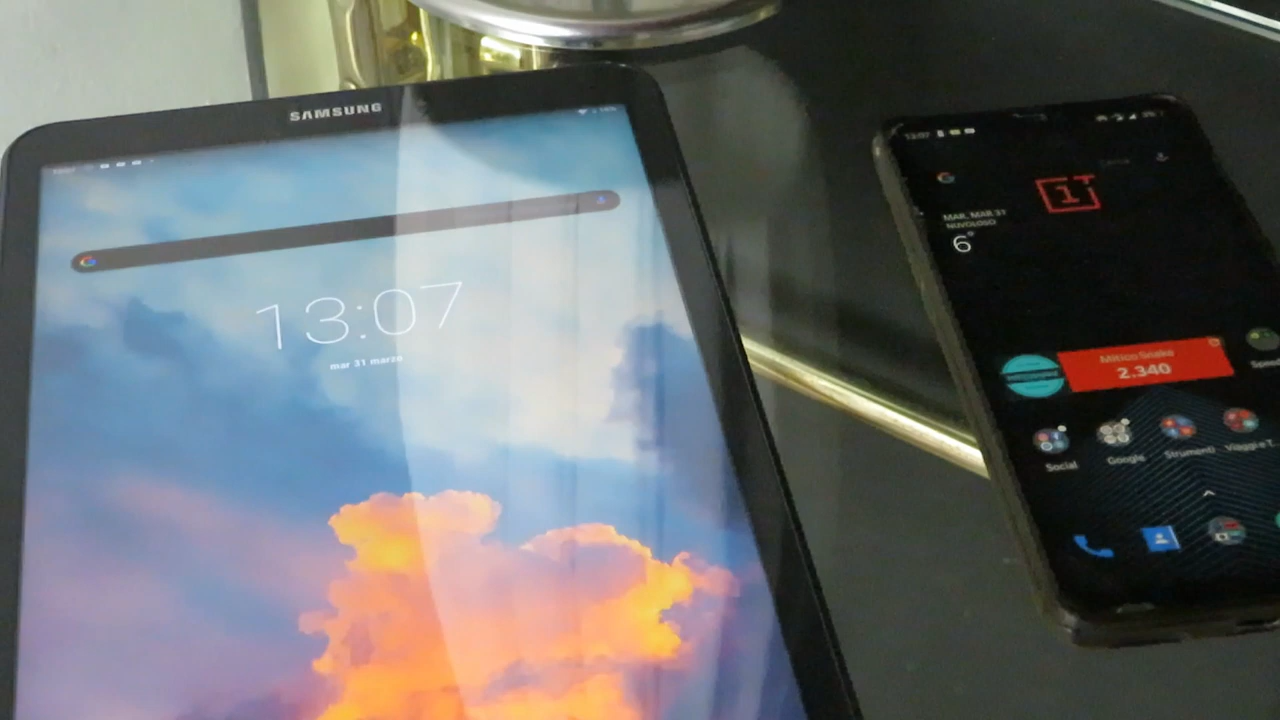 SAMSUNG
13:07
mar 31 marzo
13:07
1
MAR, MAR 31
NUVOLOSO
6°
Mitico Snake
2.340
Social
Google
Strumenti